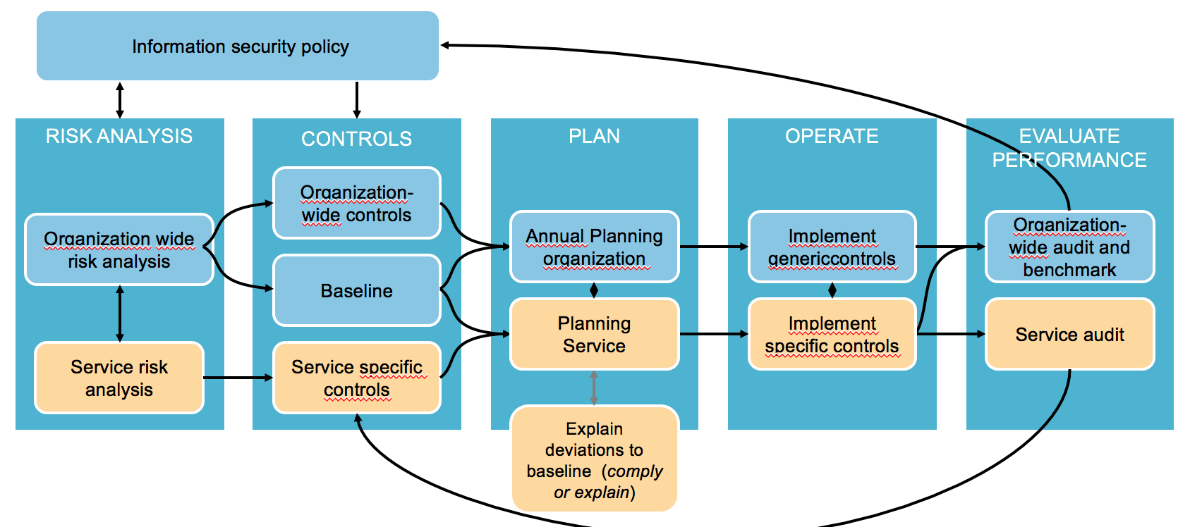 Information security policy
RISK ANALYSIS
CONTROLS
PLAN
OPERATE
EVALUATE
PERFORMANCE
Organization wide
risk analysis
Service risk
analysis
Organization-
wide controls
Baseline
Service specific
controls
Annual Planning
organization
Planning
Service
Explain
deviations to
baseline (comply
or explain)
Implement
genericcontrols
Implement
specific controls
Organization-
wide audit and
benchmark
Service audit